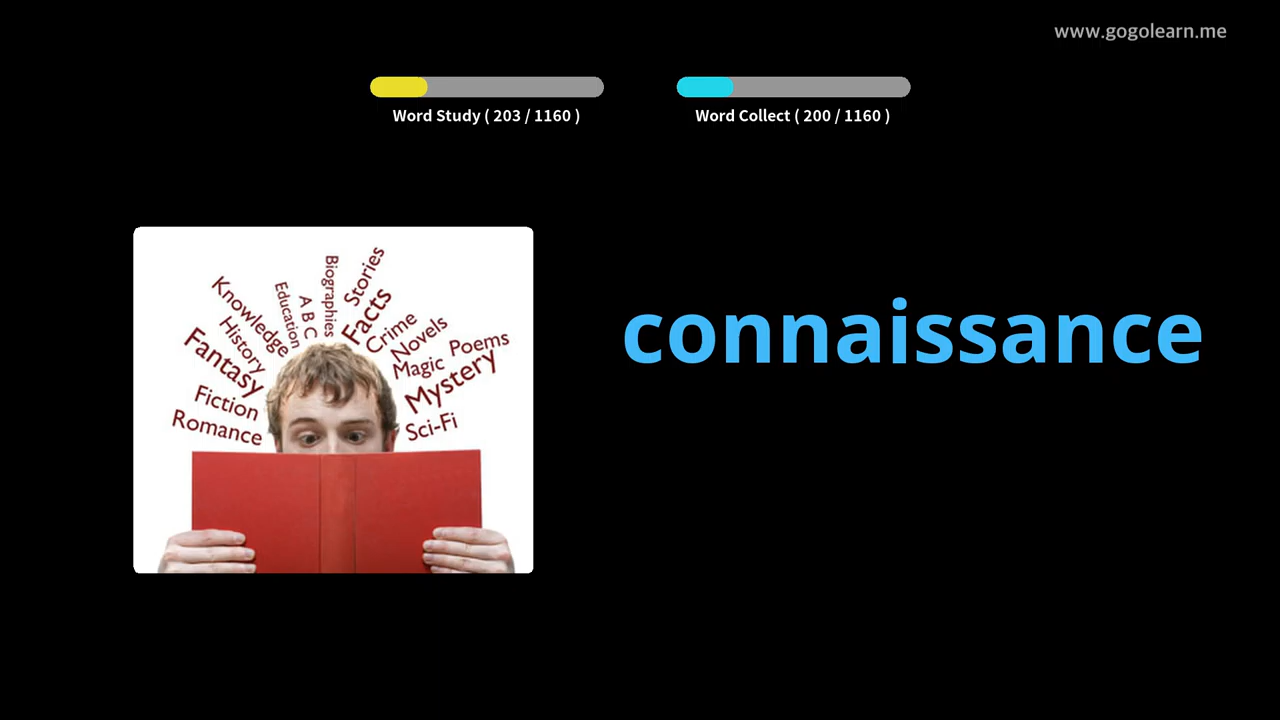 www.gogolearn.me
Word Study ( 203 / 1160 )
Word Collect ( 200 / 1160 )
connaissance
Knowledge
History
Fantasy
Fiction
Romance
Education
A B C
Biographies
Stories
Facts
Crime
Novels
Magic
Poems
Mystery
Sci-Fi